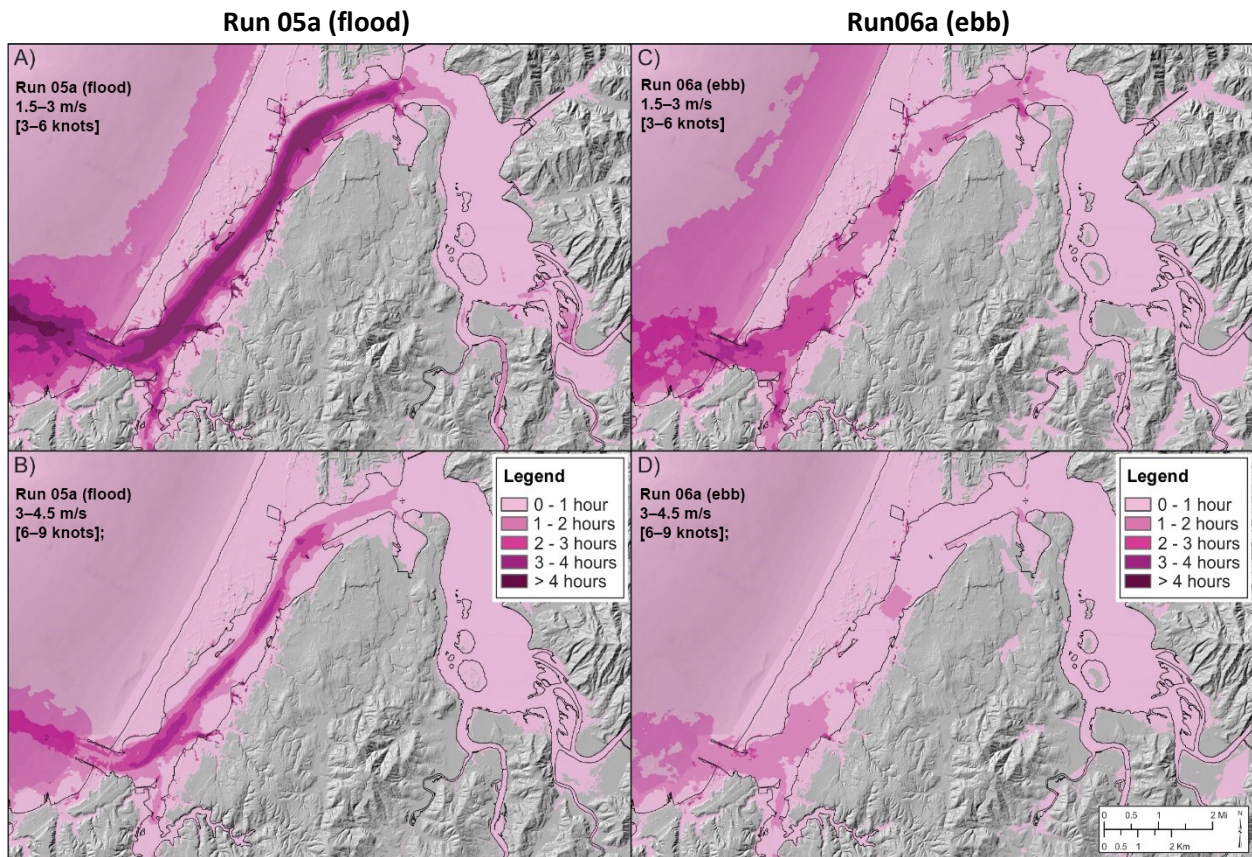 Run 05a (flood)
Run06a (ebb)
A)
Run 05a (flood)
1.5–3 m/s
[3–6 knots]
C)
Run 06a (ebb)
1.5–3 m/s
[3–6 knots]
B)
Run 05a (flood)
3–4.5 m/s
[6–9 knots];
Legend
0 - 1 hour
1 - 2 hours
2 - 3 hours
3 - 4 hours
> 4 hours
D)
Run 06a (ebb)
3–4.5 m/s
[6–9 knots];
Legend
0 - 1 hour
1 - 2 hours
2 - 3 hours
3 - 4 hours
> 4 hours
0 0.5 1 2 Mi
0 0.5 1 2 Km
N